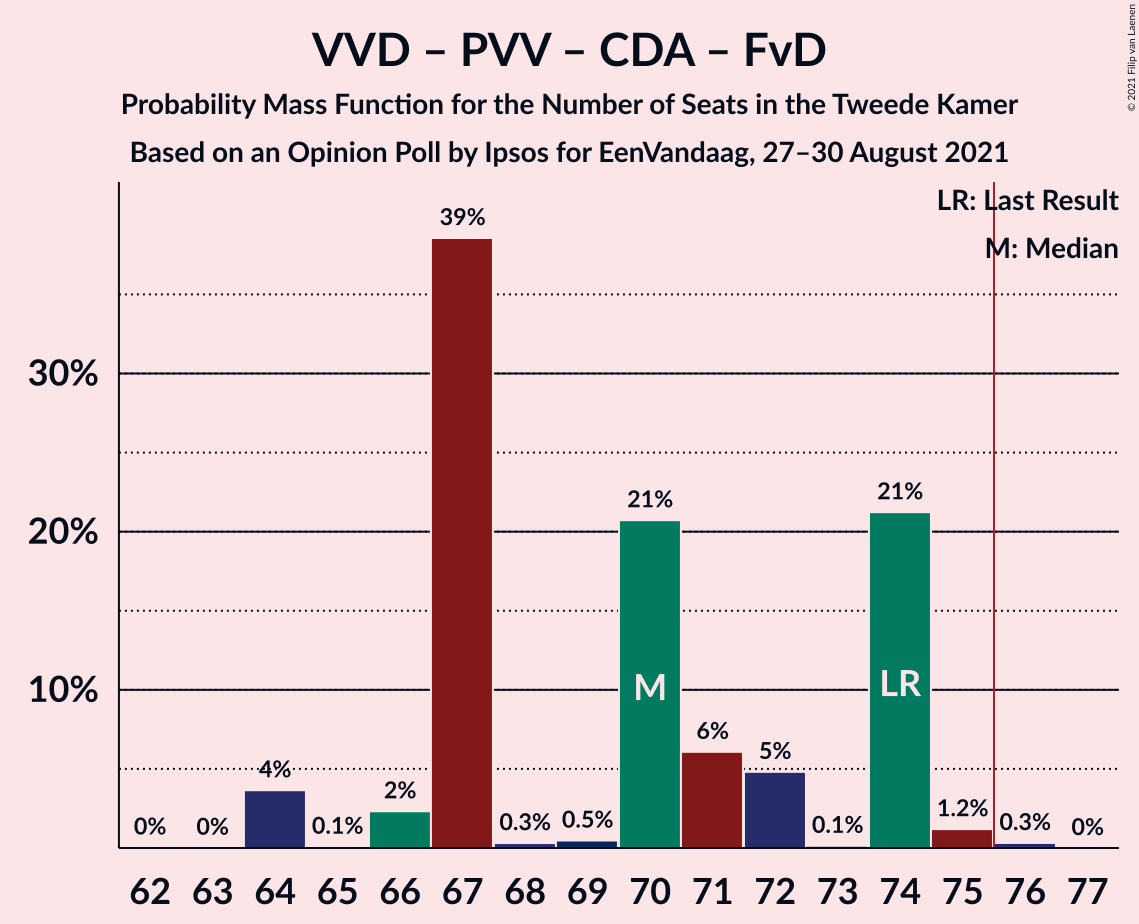 VVD – PVV – CDA – FvD
Probability Mass Function for the Number of Seats in the Tweede Kamer
Based on an Opinion Poll by Ipsos for EenVandaag, 27–30 August 2021
© 2021 Filip van Laenen
LR: Last Result
M: Median
30%
20%
10%
0%
0%
4%
0.1%
2%
39%
0.3%
0.5%
21%
6%
5%
0.1%
21%
1.2%
0.3%
0%
M
LR
62 63 64 65 66 67 68 69 70 71 72 73 74 75 76 77